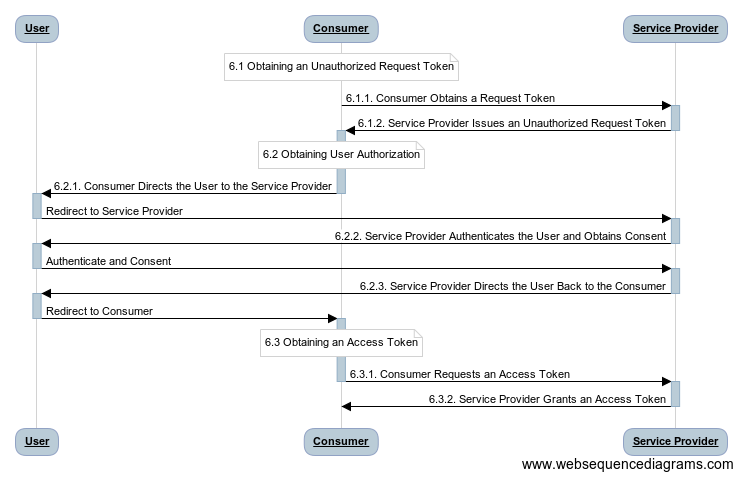 User
Consumer
Service Provider
6.1 Obtaining an Unauthorized Request Token
6.1.1. Consumer Obtains a Request Token
6.1.2. Service Provider Issues an Unauthorized Request Token
6.2 Obtaining User Authorization
6.2.1. Consumer Directs the User to the Service Provider
Redirect to Service Provider
6.2.2. Service Provider Authenticates the User and Obtains Consent
Authenticate and Consent
6.2.3. Service Provider Directs the User Back to the Consumer
Redirect to Consumer
6.3 Obtaining an Access Token
6.3.1. Consumer Requests an Access Token
6.3.2. Service Provider Grants an Access Token
User
Consumer
Service Provider
www.websequencediagrams.com